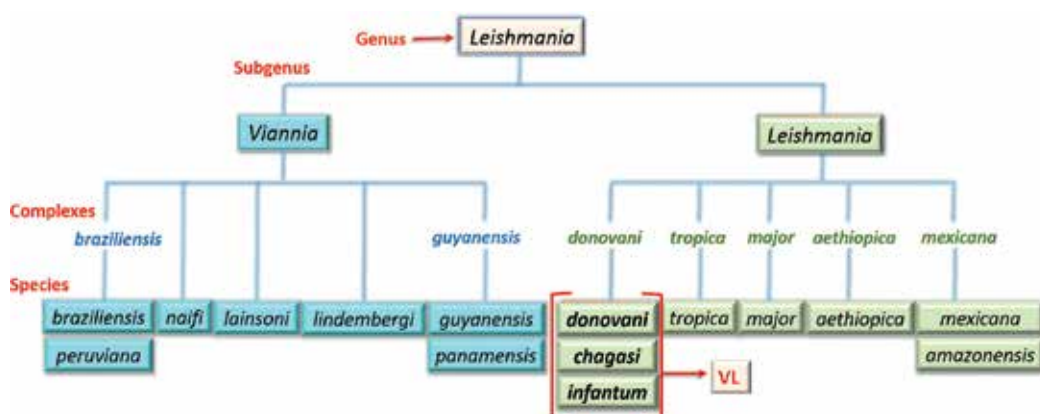 Genus Leishmania
Subgenus
Viannia Leishmania
Complexes
braziliensis guyanensis donovani tropica major aethiopica mexicana
Species
braziliensis naifi lainsoni lindembergi guyanensis donovani tropica major aethiopica mexicana
peruviana panamensis chagasi amazonensis
VL
infantum